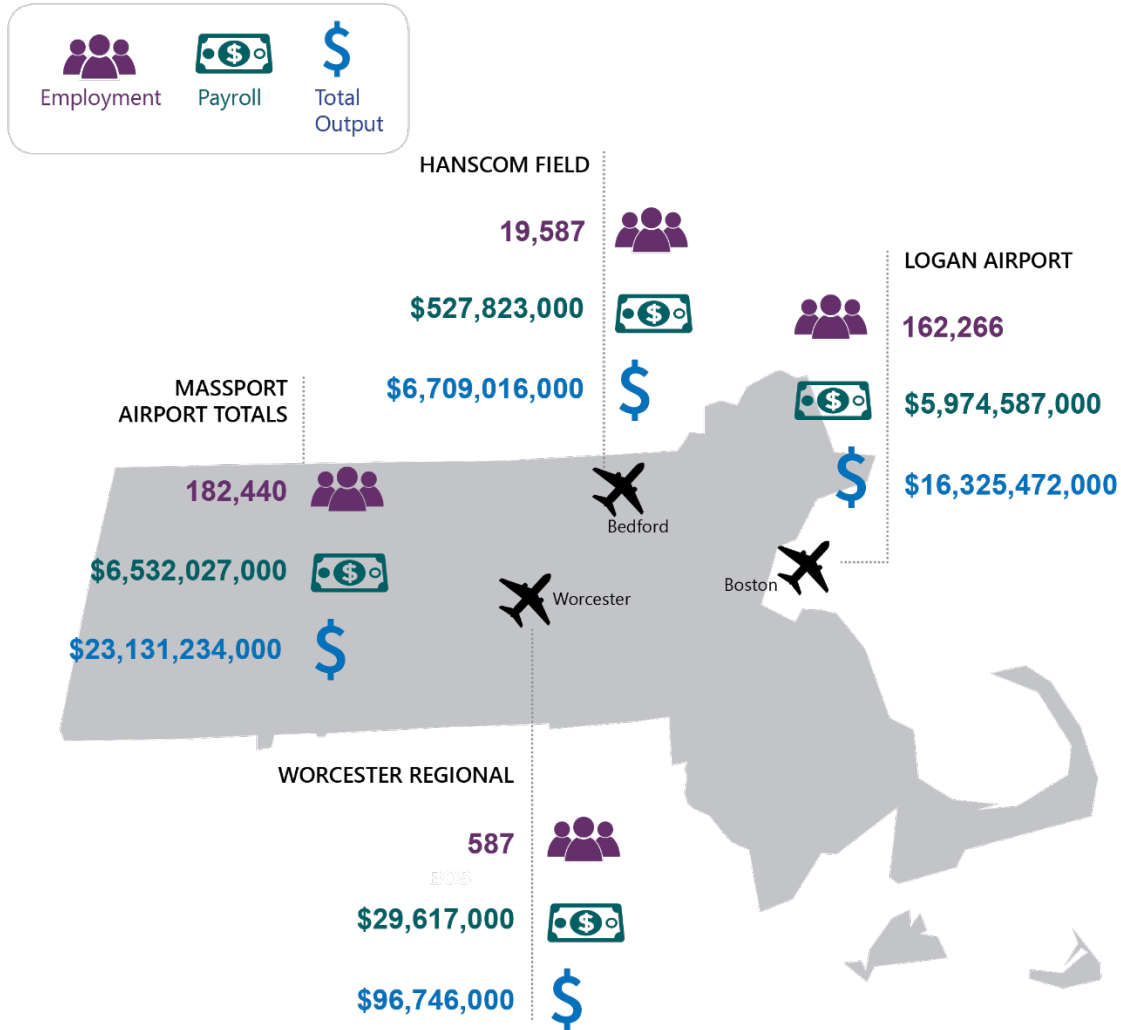 Employment
Payroll
Total
Output
HANSCOM FIELD
19,587
$527,823,000
$6,709,016,000
LOGAN AIRPORT
162,266
$5,974,587,000
$16,325,472,000
MASSPORT
AIRPORT TOTALS
182,440
$6,532,027,000
$23,131,234,000
Bedford
Boston
Worcester
WORCESTER REGIONAL
587
$29,617,000
$96,746,000